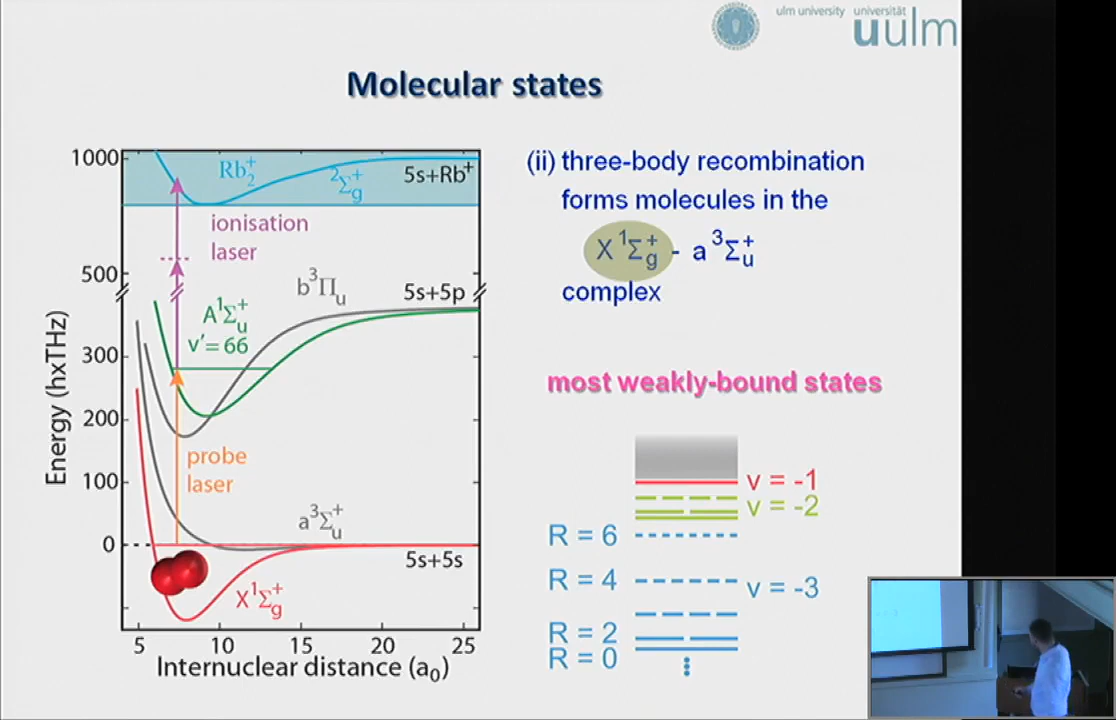 ulm university universität
uulm
Molecular states
1000
Rb₂⁺
²Σg⁺
5s+Rb⁺
ionisation
laser
500
b³Πu
5s+5p
A¹Σu⁺
v'= 66
300
200
probe
laser
100
a³Σu⁺
0
5s+5s
X¹Σg⁺
5 10 15 20 25
Internuclear distance (a₀)
Energy (hxTHz)
(ii) three-body recombination
forms molecules in the
X¹Σg⁺ - a³Σu⁺
complex
most weakly-bound states
v = -1
v = -2
R = 6
R = 4
v = -3
R = 2
R = 0